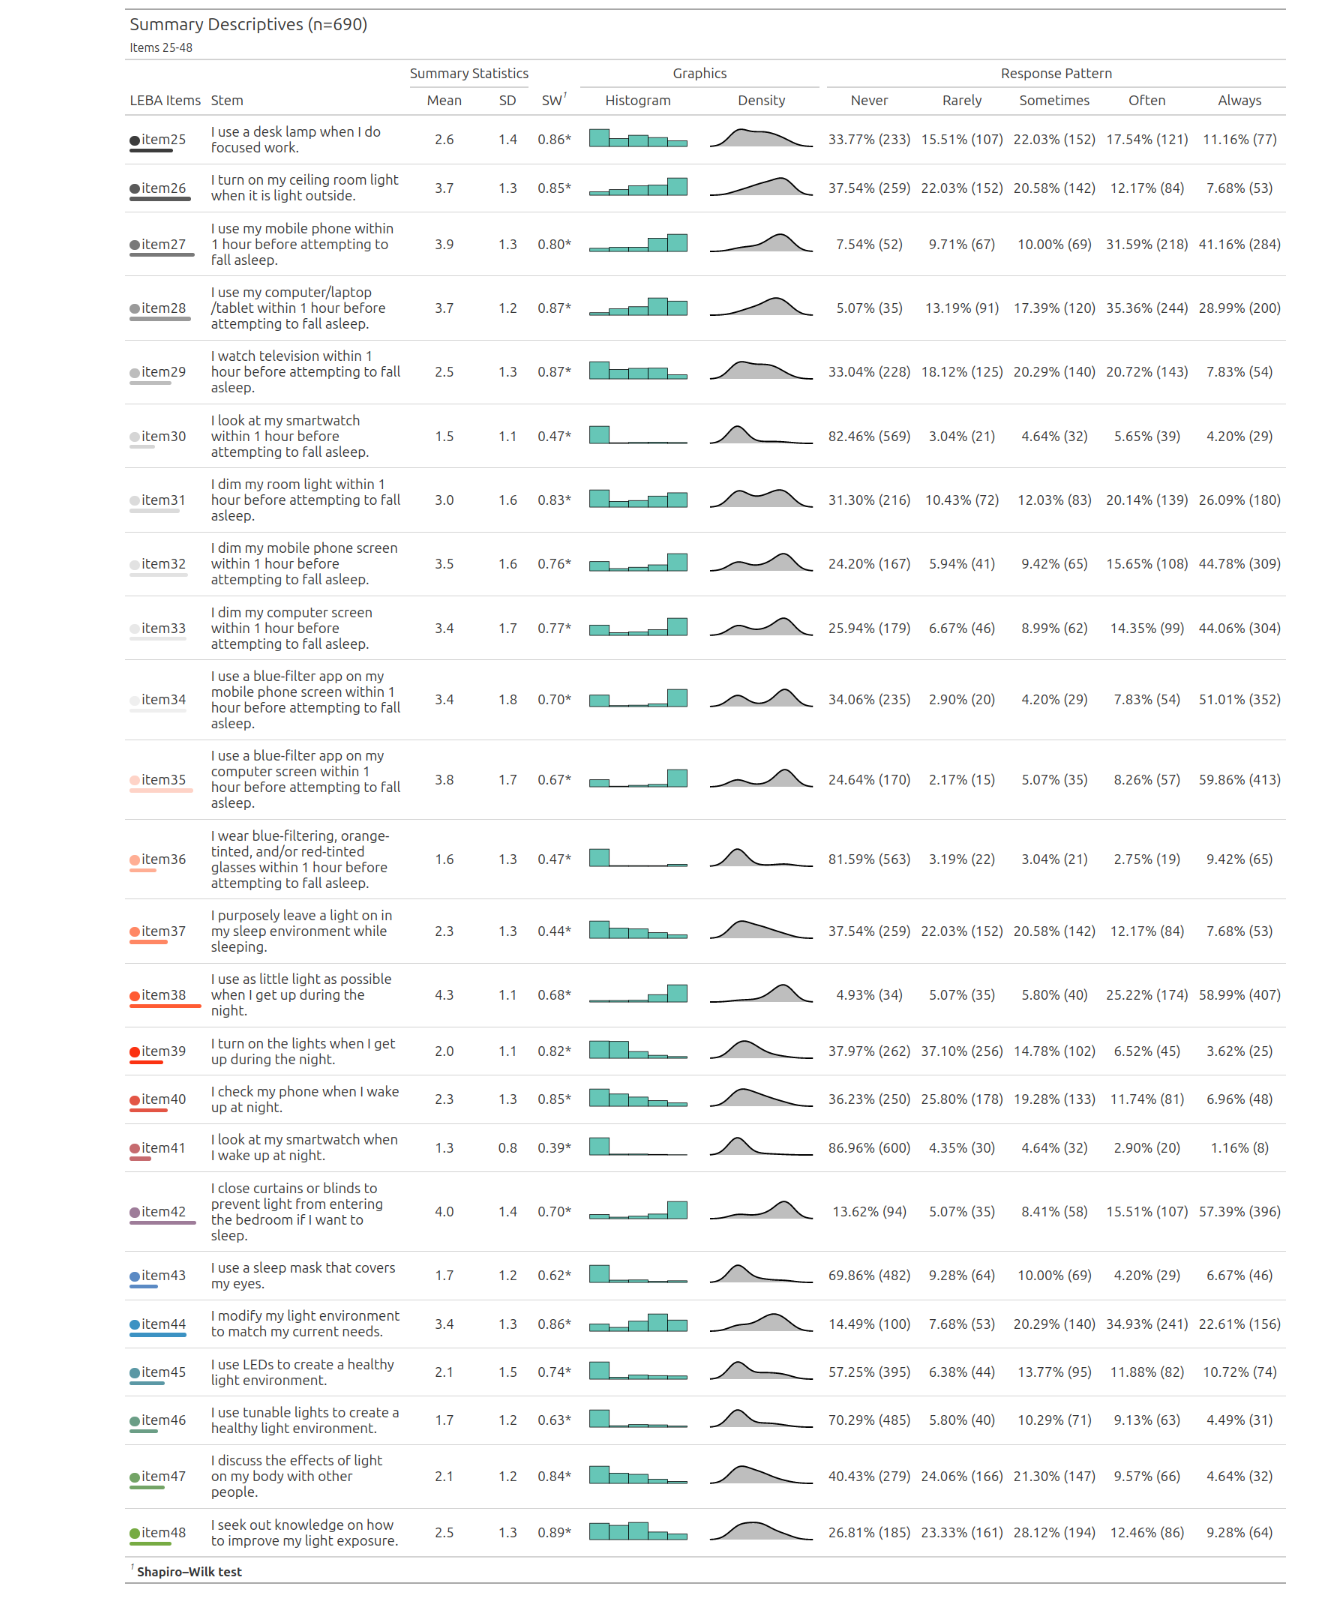 Summary Descriptives (n=690)
Items 25-48
Summary Statistics Graphics Response Pattern
LEBA Items Stem Mean SD SW† Histogram Density Never Rarely Sometimes Often Always
item25 I use a desk lamp when I do
focused work. 2.6 1.4 0.86* 33.77% (233) 15.51% (107) 22.03% (152) 17.54% (121) 11.16% (77)
item26 I turn on my ceiling room light
when it is light outside. 3.7 1.3 0.85* 37.54% (259) 22.03% (152) 20.58% (142) 12.17% (84) 7.68% (53)
I use my mobile phone within
item27 1 hour before attempting to 3.9 1.3 0.80* 7.54% (52) 9.71% (67) 10.00% (69) 31.59% (218) 41.16% (284)
fall asleep.
I use my computer/laptop
item28 /tablet within 1 hour before 3.7 1.2 0.87* 5.07% (35) 13.19% (91) 17.39% (120) 35.36% (244) 28.99% (200)
attempting to fall asleep.
I watch television within 1
item29 hour before attempting to fall 2.5 1.3 0.87* 33.04% (228) 18.12% (125) 20.29% (140) 20.72% (143) 7.83% (54)
asleep.
I look at my smartwatch
item30 within 1 hour before 1.5 1.1 0.47* 82.46% (569) 3.04% (21) 4.64% (32) 5.65% (39) 4.20% (29)
attempting to fall asleep.
I dim my room light within 1
item31 hour before attempting to fall 3.0 1.6 0.83* 31.30% (216) 10.43% (72) 12.03% (83) 20.14% (139) 26.09% (180)
asleep.
I dim my mobile phone screen
item32 within 1 hour before 3.5 1.6 0.76* 24.20% (167) 5.94% (41) 9.42% (65) 15.65% (108) 44.78% (309)
attempting to fall asleep.
I dim my computer screen
item33 within 1 hour before 3.4 1.7 0.77* 25.94% (179) 6.67% (46) 8.99% (62) 14.35% (99) 44.06% (304)
attempting to fall asleep.
I use a blue-filter app on my
mobile phone screen within 1
item34 hour before attempting to fall 3.4 1.8 0.70* 34.06% (235) 2.90% (20) 4.20% (29) 7.83% (54) 51.01% (352)
asleep.
I use a blue-filter app on my
computer screen within 1
item35 hour before attempting to fall 3.8 1.7 0.67* 24.64% (170) 2.17% (15) 5.07% (35) 8.26% (57) 59.86% (413)
asleep.
I wear blue-filtering, orange-
tinted, and/or red-tinted
item36 glasses within 1 hour before 1.6 1.3 0.47* 81.59% (563) 3.19% (22) 3.04% (21) 2.75% (19) 9.42% (65)
attempting to fall asleep.
I purposely leave a light on in
item37 my sleep environment while 2.3 1.3 0.44* 37.54% (259) 22.03% (152) 20.58% (142) 12.17% (84) 7.68% (53)
sleeping.
I use as little light as possible
item38 when I get up during the 4.3 1.1 0.68* 4.93% (34) 5.07% (35) 5.80% (40) 25.22% (174) 58.99% (407)
night.
item39 I turn on the lights when I get
up during the night. 2.0 1.1 0.82* 37.97% (262) 37.10% (256) 14.78% (102) 6.52% (45) 3.62% (25)
item40 I check my phone when I wake
up at night. 2.3 1.3 0.85* 36.23% (250) 25.80% (178) 19.28% (133) 11.74% (81) 6.96% (48)
item41 I look at my smartwatch when
I wake up at night. 1.3 0.8 0.39* 86.96% (600) 4.35% (30) 4.64% (32) 2.90% (20) 1.16% (8)
I close curtains or blinds to
prevent light from entering
item42 the bedroom if I want to 4.0 1.4 0.70* 13.62% (94) 5.07% (35) 8.41% (58) 15.51% (107) 57.39% (396)
sleep.
item43 I use a sleep mask that covers
my eyes. 1.7 1.2 0.62* 69.86% (482) 9.28% (64) 10.00% (69) 4.20% (29) 6.67% (46)
item44 I modify my light environment
to match my current needs. 3.4 1.3 0.86* 14.49% (100) 7.68% (53) 20.29% (140) 34.93% (241) 22.61% (156)
item45 I use LEDs to create a healthy
light environment. 2.1 1.5 0.74* 57.25% (395) 6.38% (44) 13.77% (95) 11.88% (82) 10.72% (74)
item46 I use tunable lights to create a
healthy light environment. 1.7 1.2 0.63* 70.29% (485) 5.80% (40) 10.29% (71) 9.13% (63) 4.49% (31)
I discuss the effects of light
item47 on my body with other 2.1 1.2 0.84* 40.43% (279) 24.06% (166) 21.30% (147) 9.57% (66) 4.64% (32)
people.
item48 I seek out knowledge on how
to improve my light exposure. 2.5 1.3 0.89* 26.81% (185) 23.33% (161) 28.12% (194) 12.46% (86) 9.28% (64)
† Shapiro–Wilk test